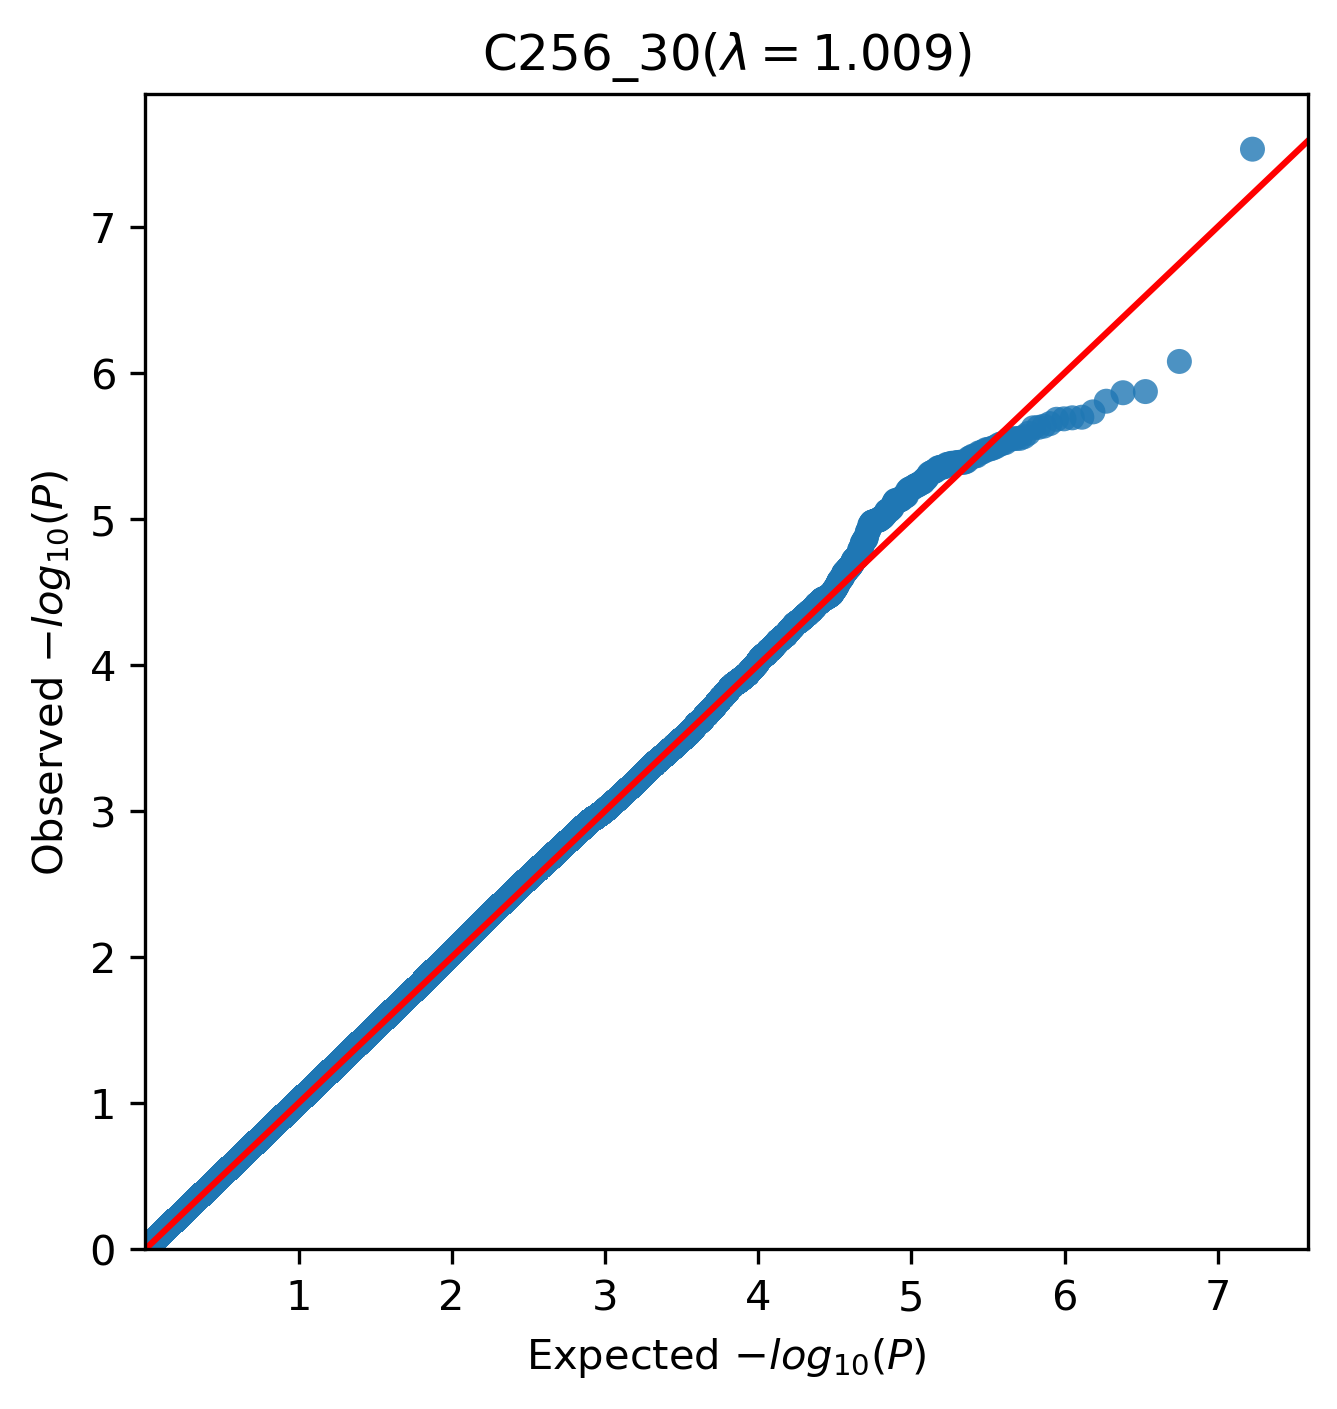 C256_30(λ = 1.009)
Observed −log₁₀(P)
7
6
5
4
3
2
1
0
1 2 3 4 5 6 7
Expected −log₁₀(P)